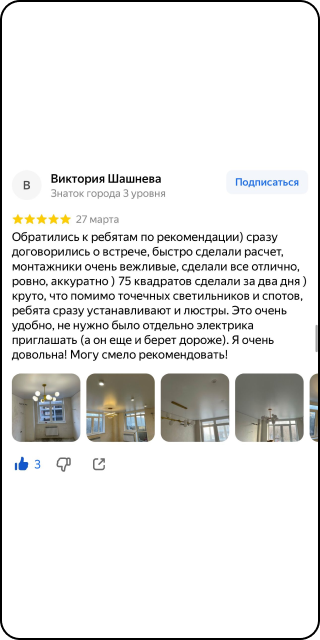 В
Виктория Шашнева
Знаток города 3 уровня
Подписаться
27 марта
Обратились к ребятам по рекомендации) сразу
договорились о встрече, быстро сделали расчет,
монтажники очень вежливые, сделали все отлично,
ровно, аккуратно ) 75 квадратов сделали за два дня )
круто, что помимо точечных светильников и спотов,
ребята сразу устанавливают и люстры. Это очень
удобно, не нужно было отдельно электрика
приглашать (а он еще и берет дороже). Я очень
довольна! Могу смело рекомендовать!
3